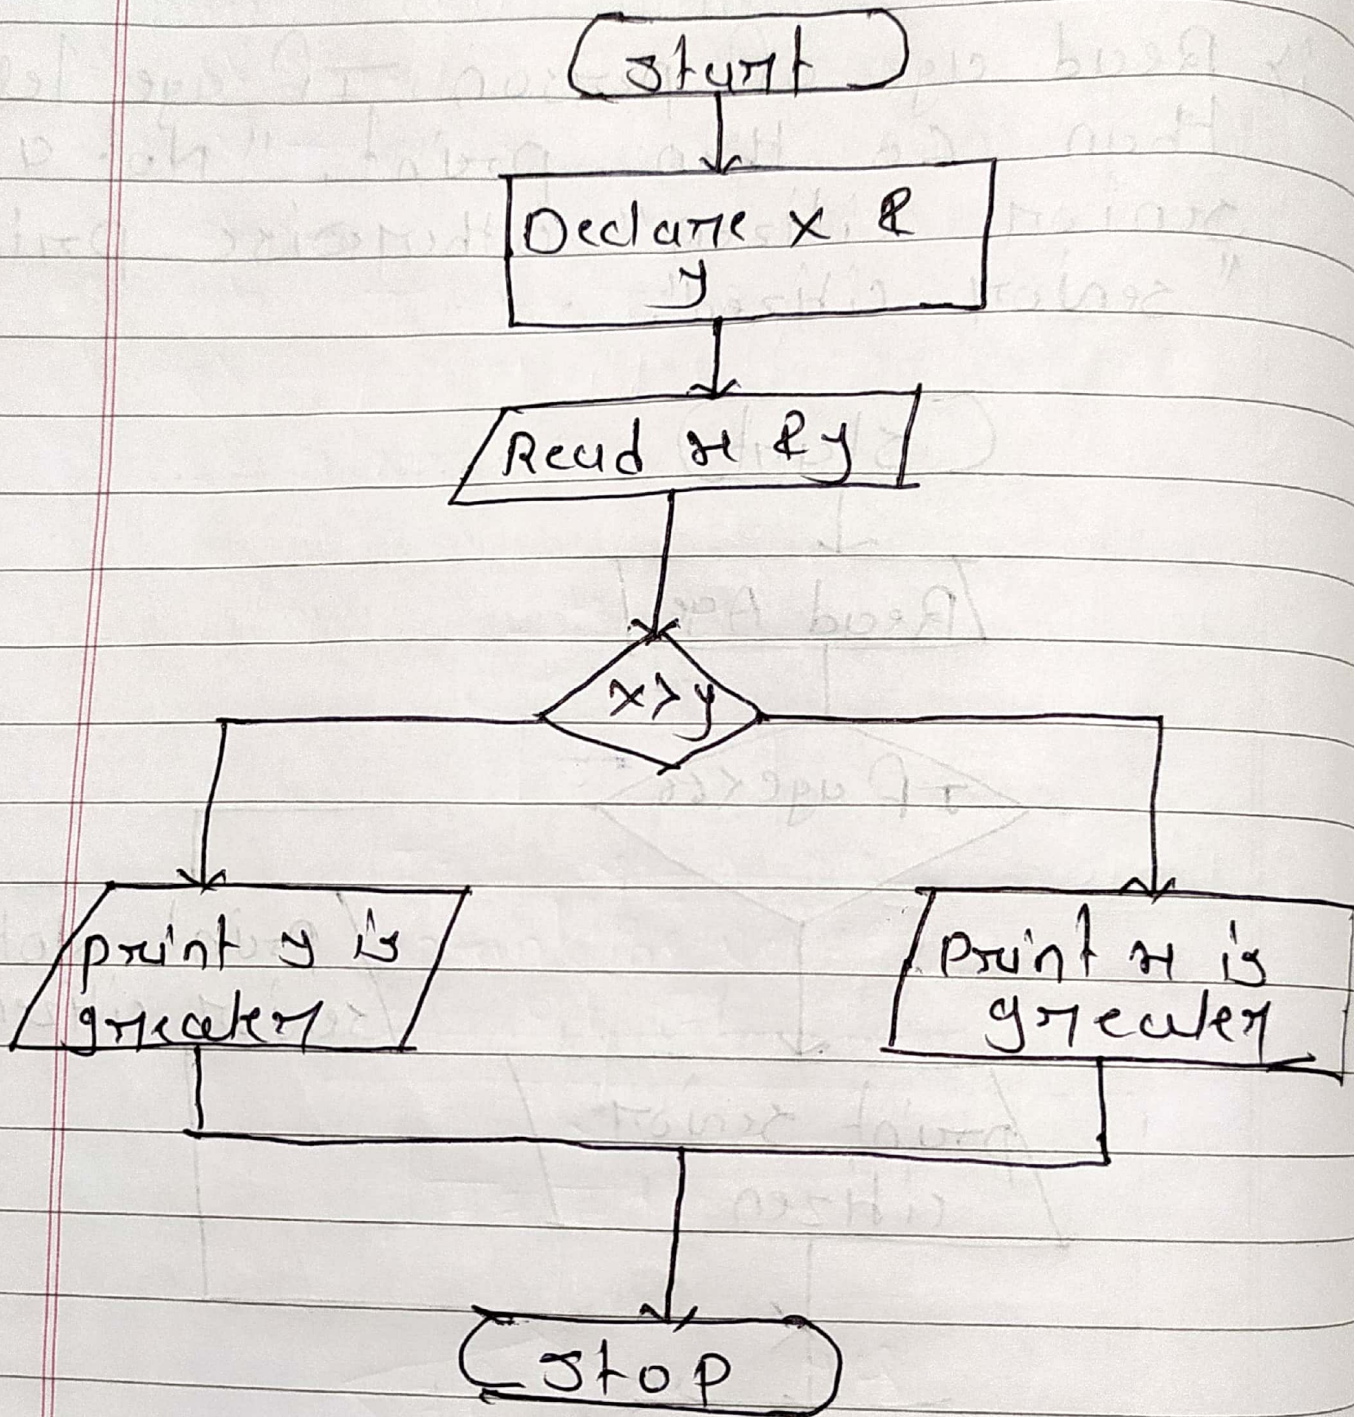 Start
Declare x &
y
Read x & y
x>y
print y is
greater
print x is
greater
Stop